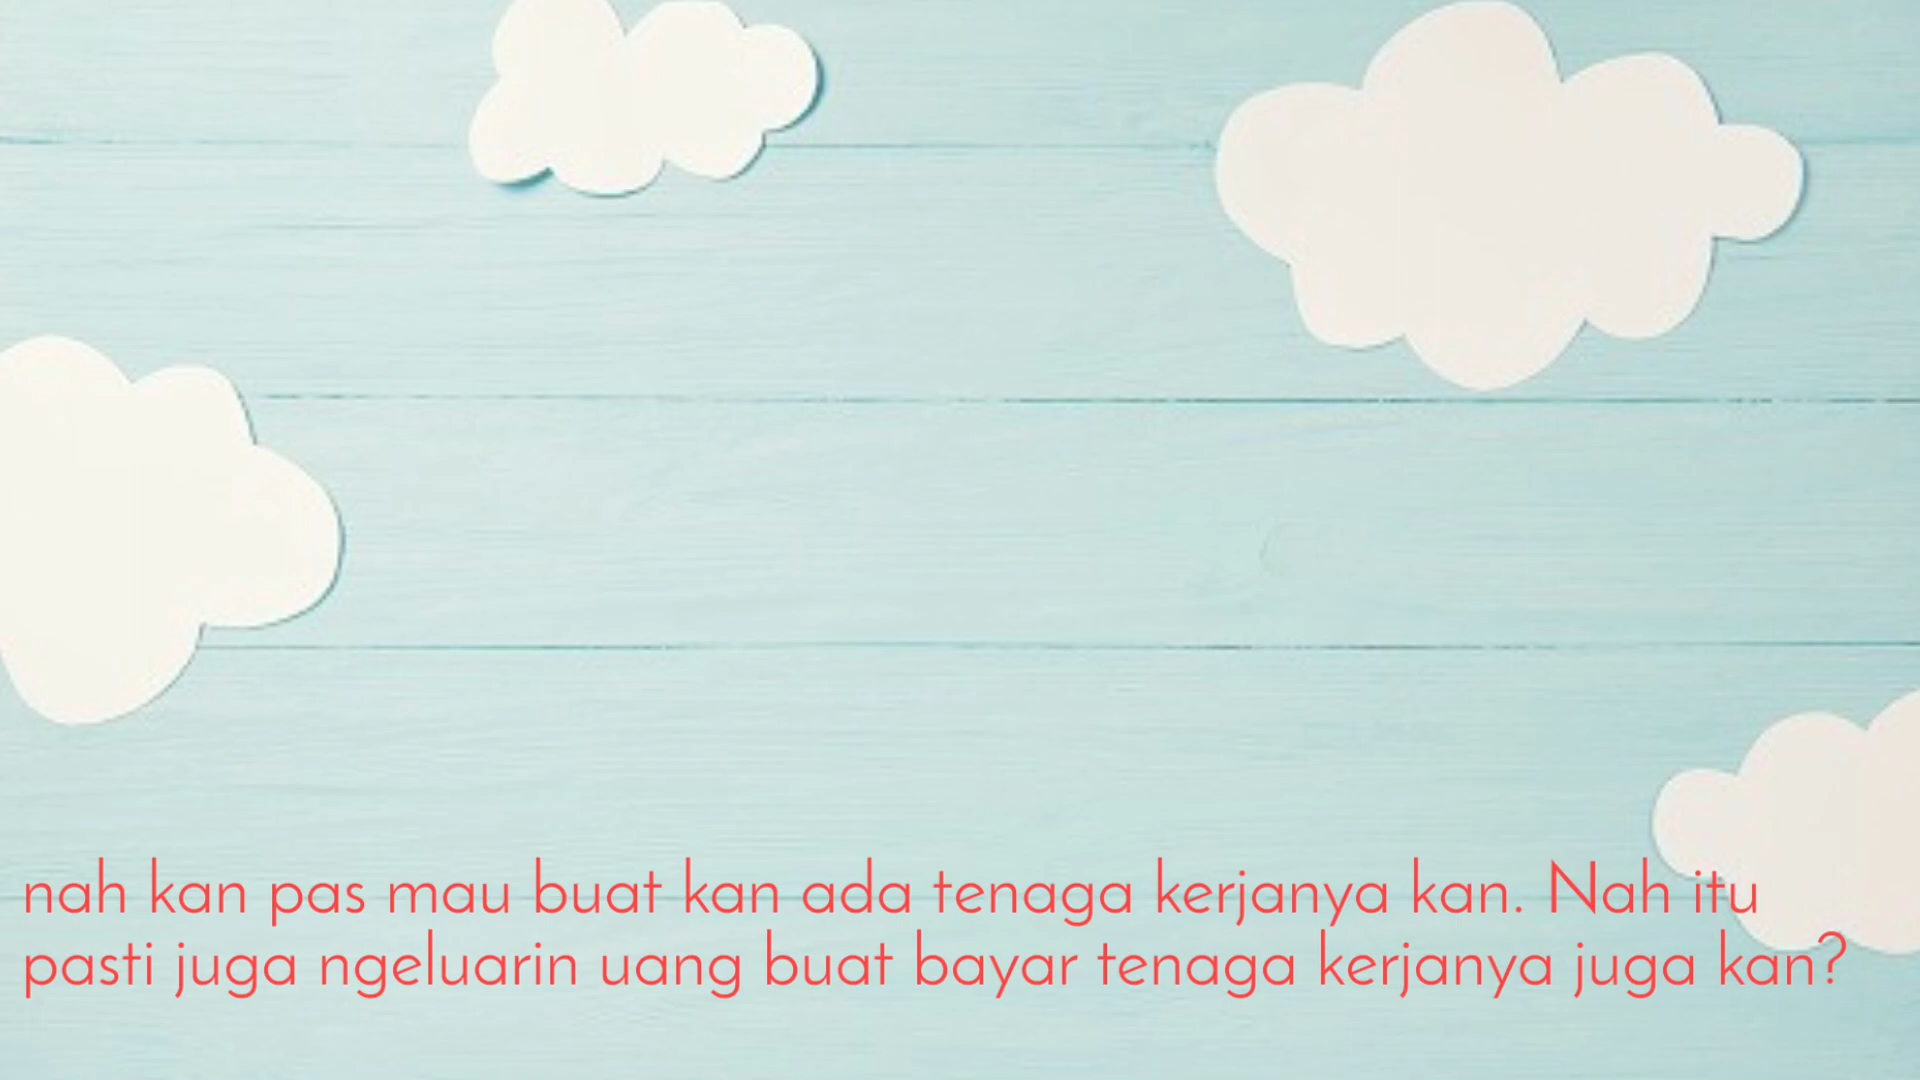 nah kan pas mau buat kan ada tenaga kerjanya kan. Nah itu
pasti juga ngeluarin uang buat bayar tenaga kerjanya juga kan?